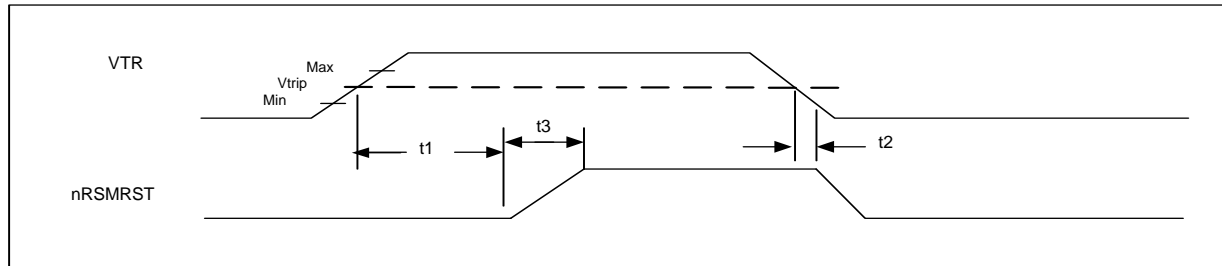 VTR
Max
Vtrip
Min
t1
t3
t2
nRSMRST